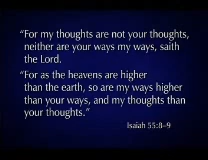 “For my thoughts are not your thoughts,
neither are your ways my ways, saith
the Lord.
“For as the heavens are higher
than the earth, so are my ways higher
than your ways, and my thoughts than
your thoughts.”
Isaiah 55:8–9